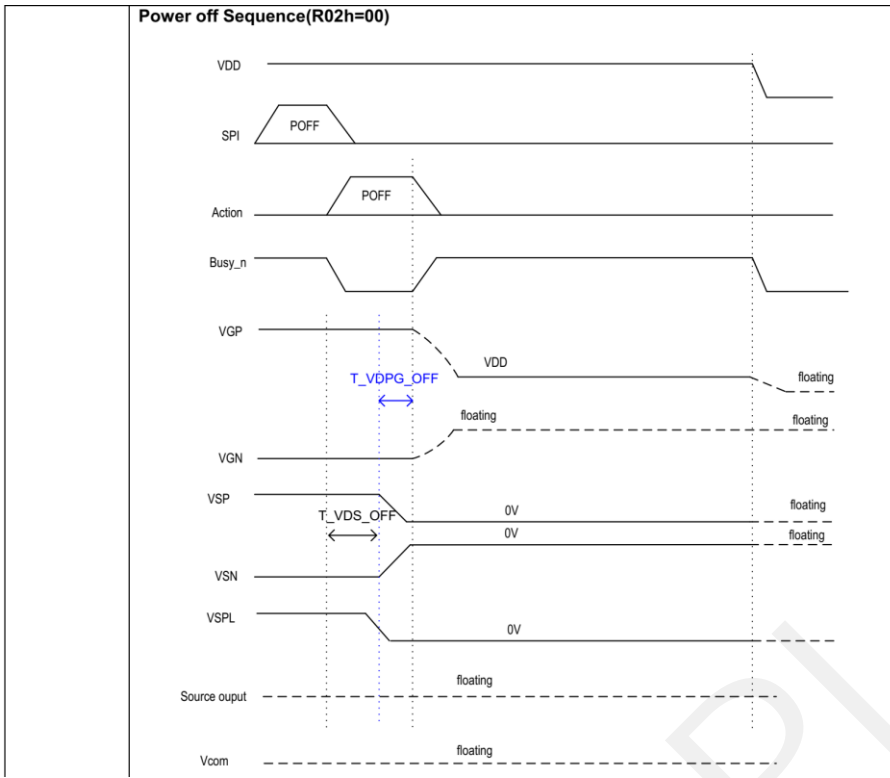 Power off Sequence(R02h=00)
VDD
POFF
SPI
POFF
Action
Busy_n
VGP
VDD
T_VDPG_OFF
floating
floating
floating
VGN
VSP
floating
0V
T_VDS_OFF
0V
floating
VSN
VSPL
0V
floating
Source ouput
floating
Vcom
PI